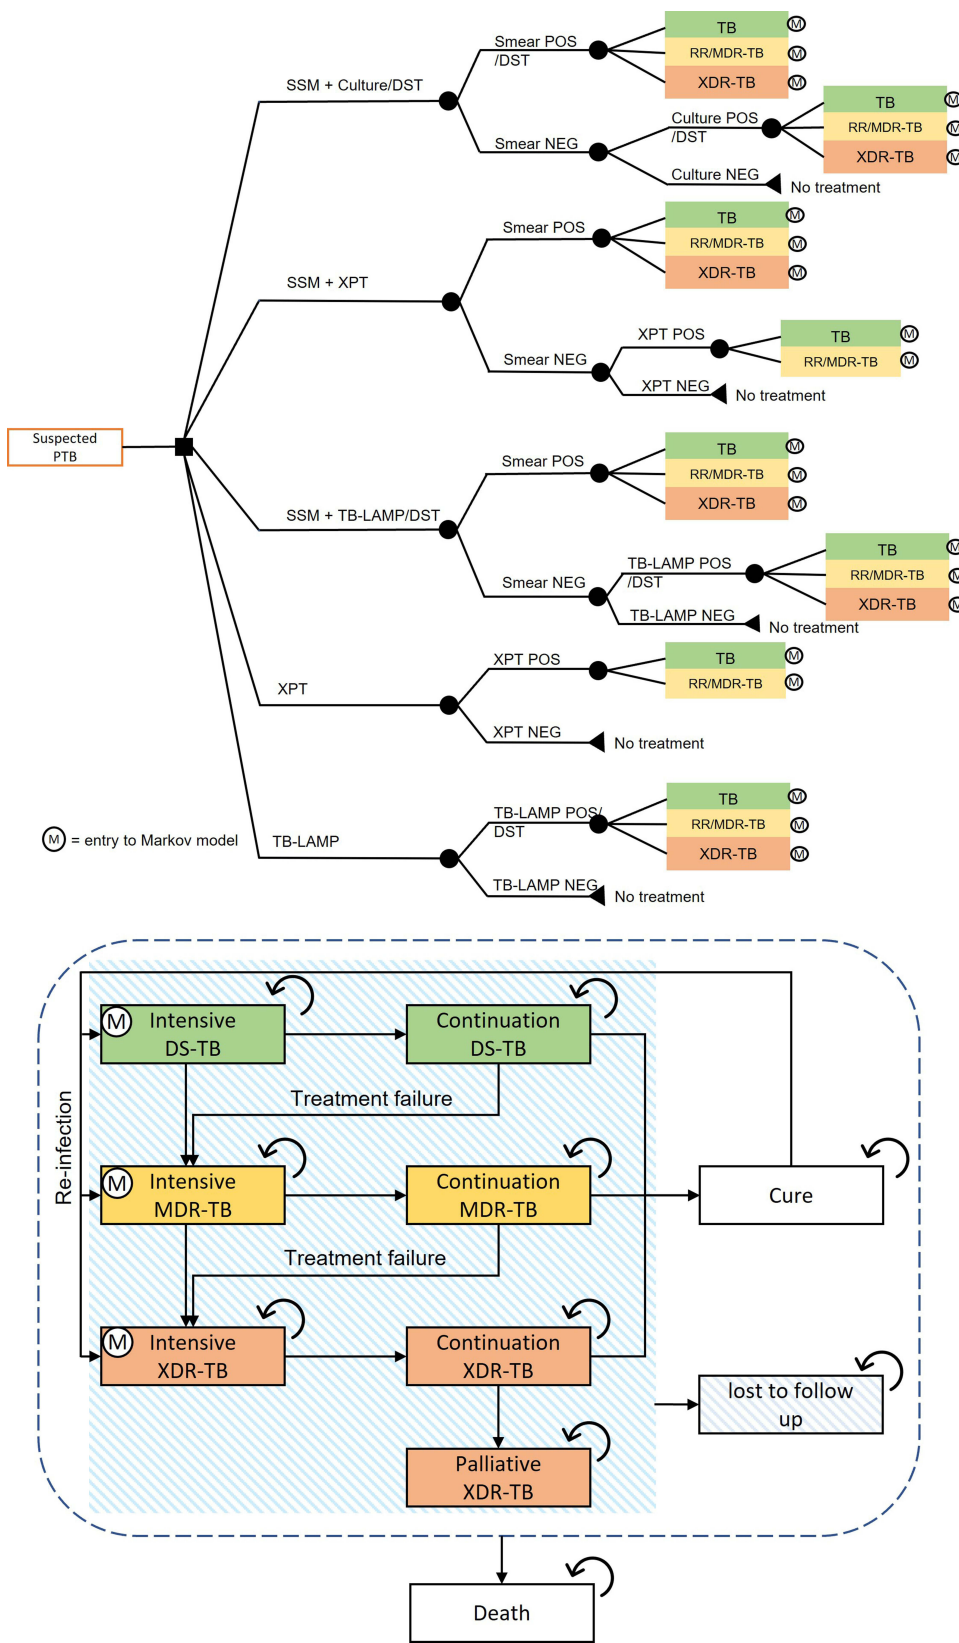 Smear POS
/DST
TB
M
RR/MDR-TB
M
XDR-TB
M
SSM + Culture/DST
Smear NEG
Culture POS
/DST
TB
M
RR/MDR-TB
M
XDR-TB
M
Culture NEG
No treatment
Smear POS
TB
M
RR/MDR-TB
M
XDR-TB
M
SSM + XPT
Smear NEG
XPT POS
TB
M
RR/MDR-TB
M
XPT NEG
No treatment
Suspected
PTB
Smear POS
TB
M
RR/MDR-TB
M
XDR-TB
M
SSM + TB-LAMP/DST
Smear NEG
TB-LAMP POS
/DST
TB
M
RR/MDR-TB
M
XDR-TB
M
TB-LAMP NEG
No treatment
XPT
XPT POS
TB
M
RR/MDR-TB
M
XPT NEG
No treatment
TB-LAMP
TB-LAMP POS/
DST
TB
M
RR/MDR-TB
M
XDR-TB
M
TB-LAMP NEG
No treatment
M = entry to Markov model
M
Intensive
DS-TB
Continuation
DS-TB
Treatment failure
Re-infection
M
Intensive
MDR-TB
Continuation
MDR-TB
Cure
Treatment failure
M
Intensive
XDR-TB
Continuation
XDR-TB
lost to follow
up
Palliative
XDR-TB
Death